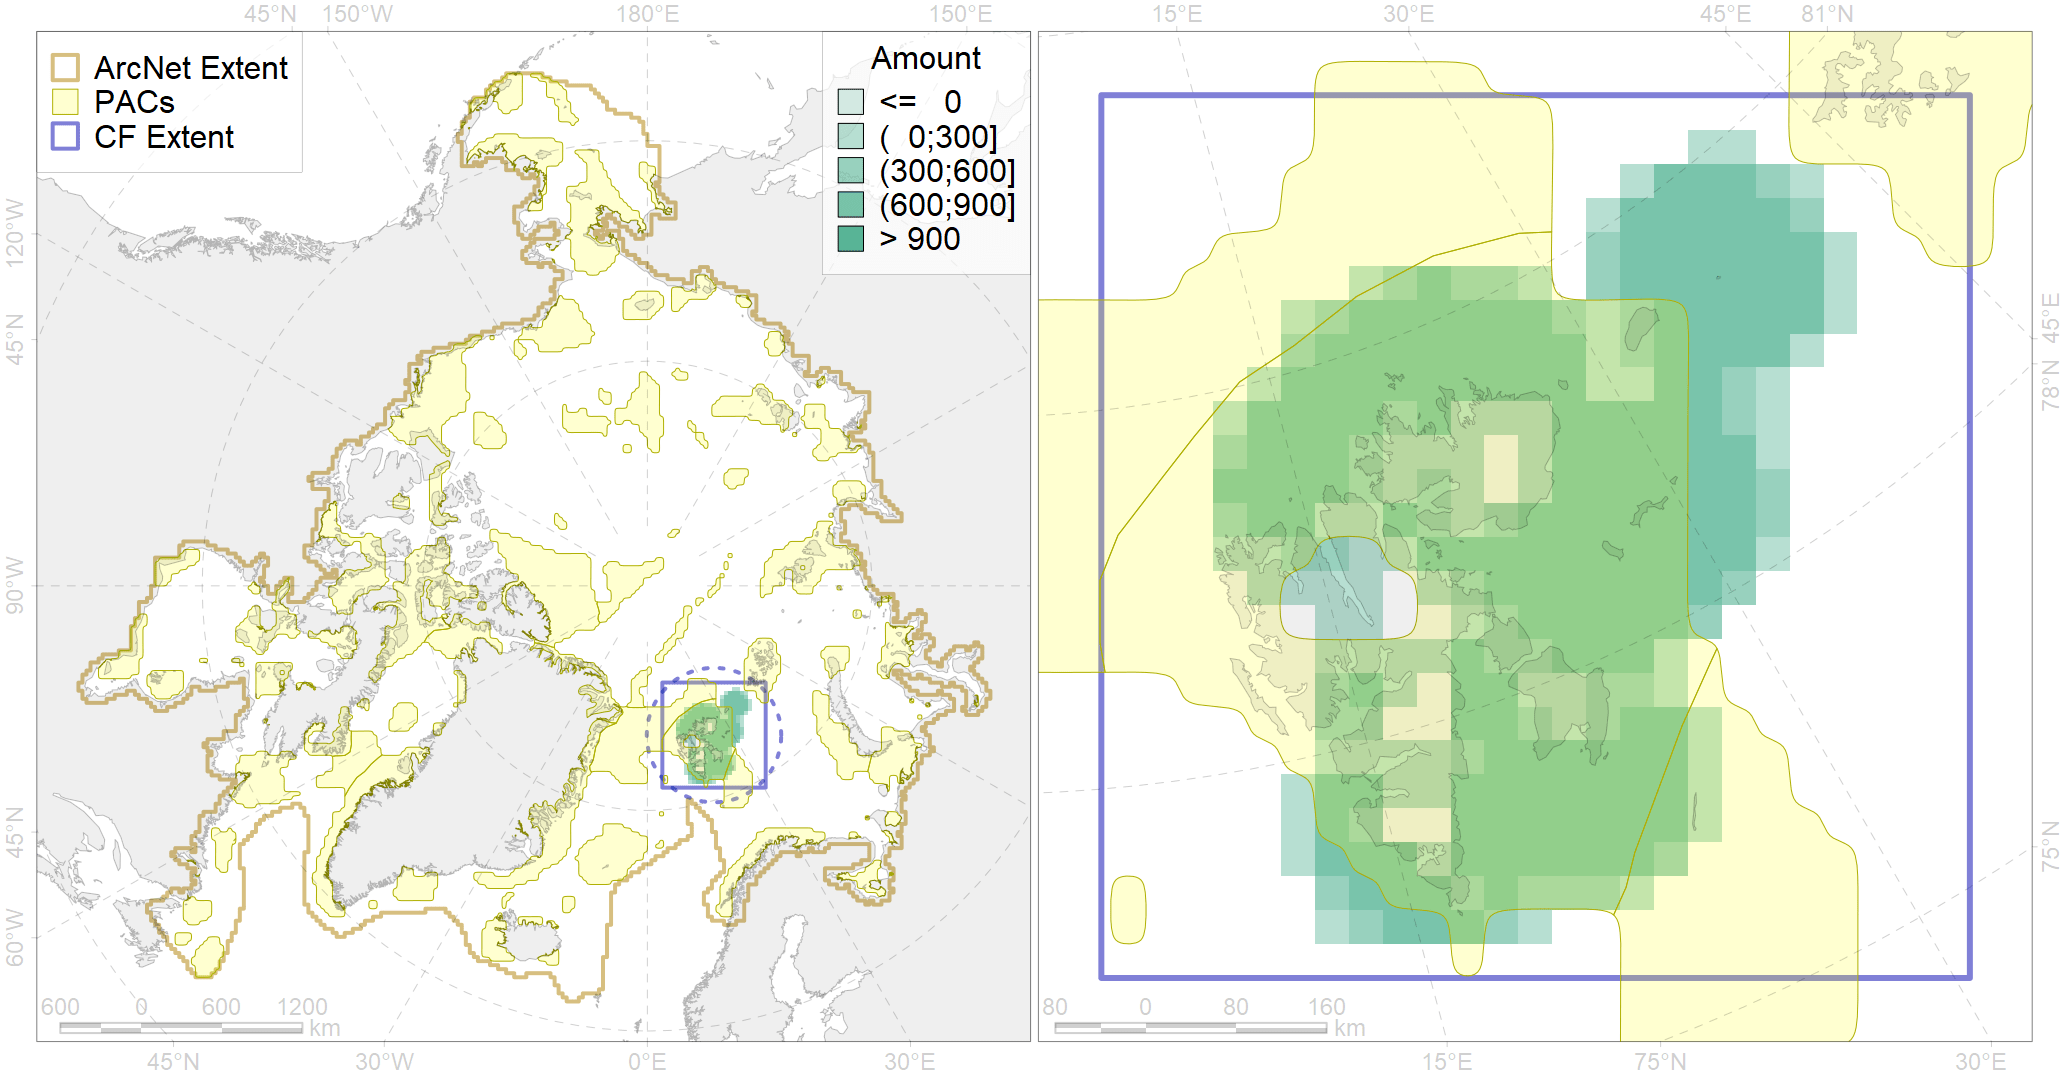 45°N 150°W 180°E 150°E 15°E 30°E 45°E 81°N
ArcNet Extent
PACs
CF Extent
Amount
<= 0
( 0;300]
(300;600]
(600;900]
> 900
120°W
45°N
90°W
45°N
60°W
45°E
78°N
75°N
600 0 600 1200
km
80 0 80 160
km
45°N 30°W 0°E 30°E 15°E 75°N 30°E